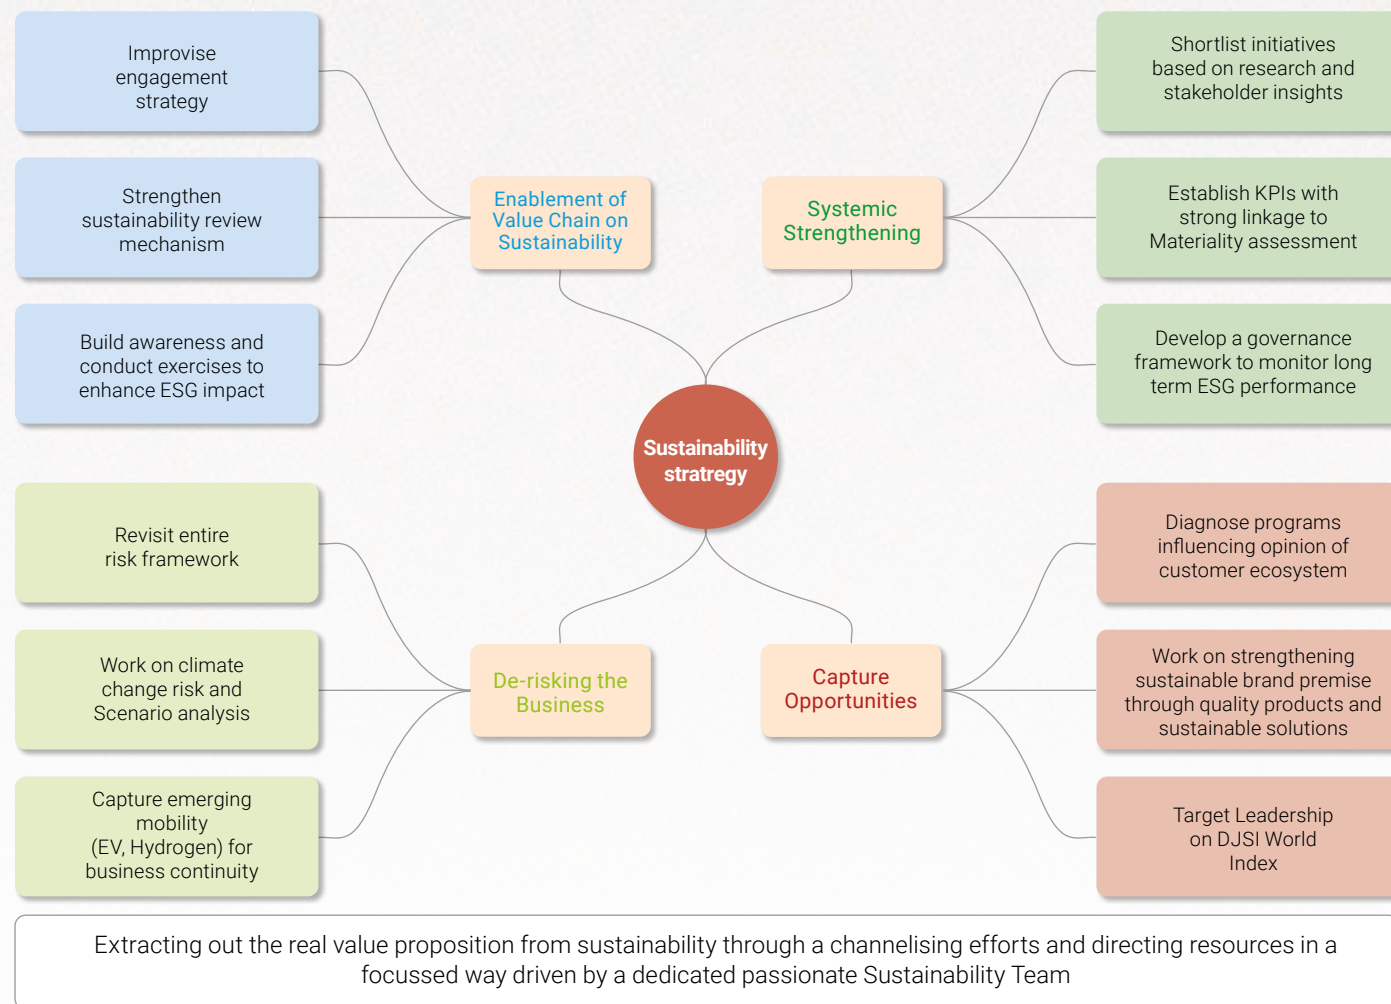 Improvise
engagement
strategy
Strengthen
sustainability review
mechanism
Build awareness and
conduct exercises to
enhance ESG impact
Enablement of
Value Chain on
Sustainability
Systemic
Strengthening
Shortlist initiatives
based on research and
stakeholder insights
Establish KPIs with
strong linkage to
Materiality assessment
Develop a governance
framework to monitor long
term ESG performance
Sustainability
stratregy
Revisit entire
risk framework
Work on climate
change risk and
Scenario analysis
Capture emerging
mobility
(EV, Hydrogen) for
business continuity
De-risking the
Business
Capture
Opportunities
Diagnose programs
influencing opinion of
customer ecosystem
Work on strengthening
sustainable brand premise
through quality products and
sustainable solutions
Target Leadership
on DJSI World
Index
Extracting out the real value proposition from sustainability through a channelising efforts and directing resources in a
focussed way driven by a dedicated passionate Sustainability Team